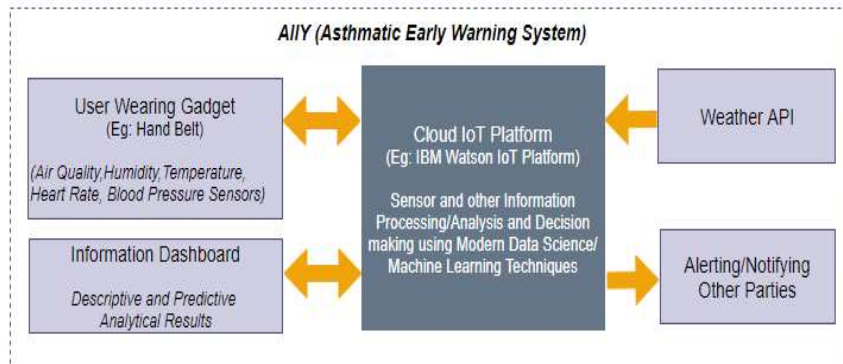 AllY (Asthmatic Early Warning System)
User Wearing Gadget
(Eg: Hand Belt)
(Air Quality,Humidity,Temperature,
Heart Rate, Blood Pressure Sensors)
Information Dashboard
Descriptive and Predictive
Analytical Results
Cloud IoT Platform
(Eg: IBM Watson IoT Platform)
Sensor and other Information
Processing/Analysis and Decision
making using Modern Data Science/
Machine Learning Techniques
Weather API
Alerting/Notifying
Other Parties